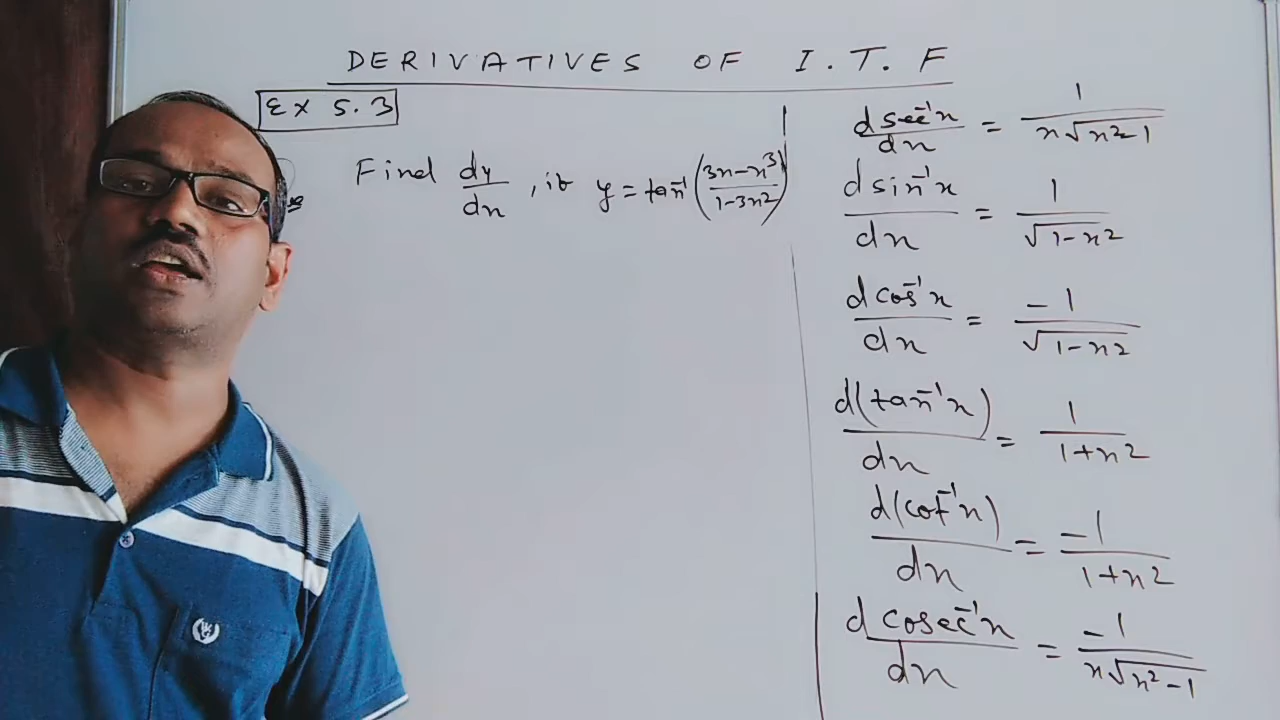 DERIVATIVES OF I.T.F
Ex 5.3
Find dy/dx, if y = tan⁻¹((3x-x³)/(1-3x²))
d sec⁻¹x/dx = 1/(x√(x²-1))
d sin⁻¹x/dx = 1/√(1-x²)
d cos⁻¹x/dx = -1/√(1-x²)
d(tan⁻¹x)/dx = 1/(1+x²)
d(cot⁻¹x)/dx = -1/(1+x²)
d cosec⁻¹x/dx = -1/(x√(x²-1))